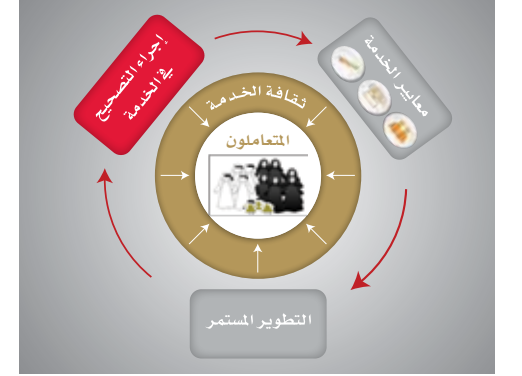 إجراء التصحيح
في الخدمة
معايير الخدمة
ثقافة الخدمة
المتعاملون
التطوير المستمر